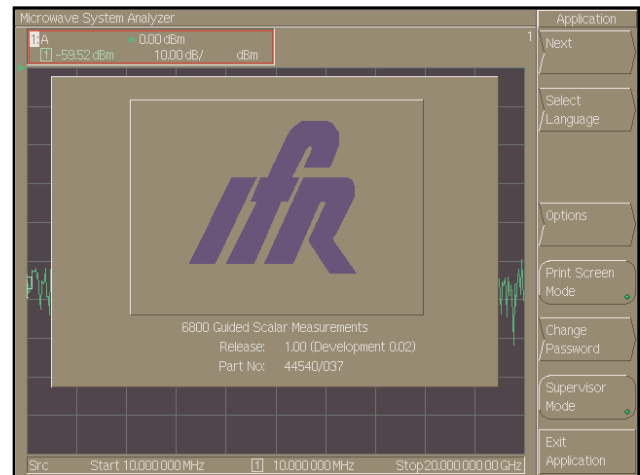 Microwave System Analyzer
1: A 0.00 dBm
1 -59.52 dBm 10.00 dB/ dBm
1
ifR
6800 Guided Scalar Measurements
Release: 1.00 (Development 0.02)
Part No: 44540/037
1
Src Start 10.000 000 MHz 1 10.000 000 MHz Stop 20.000 000 00 GHz
Application
Next
Select
Language
Options
Print Screen
Mode
Change
Password
Supervisor
Mode
Exit
Application